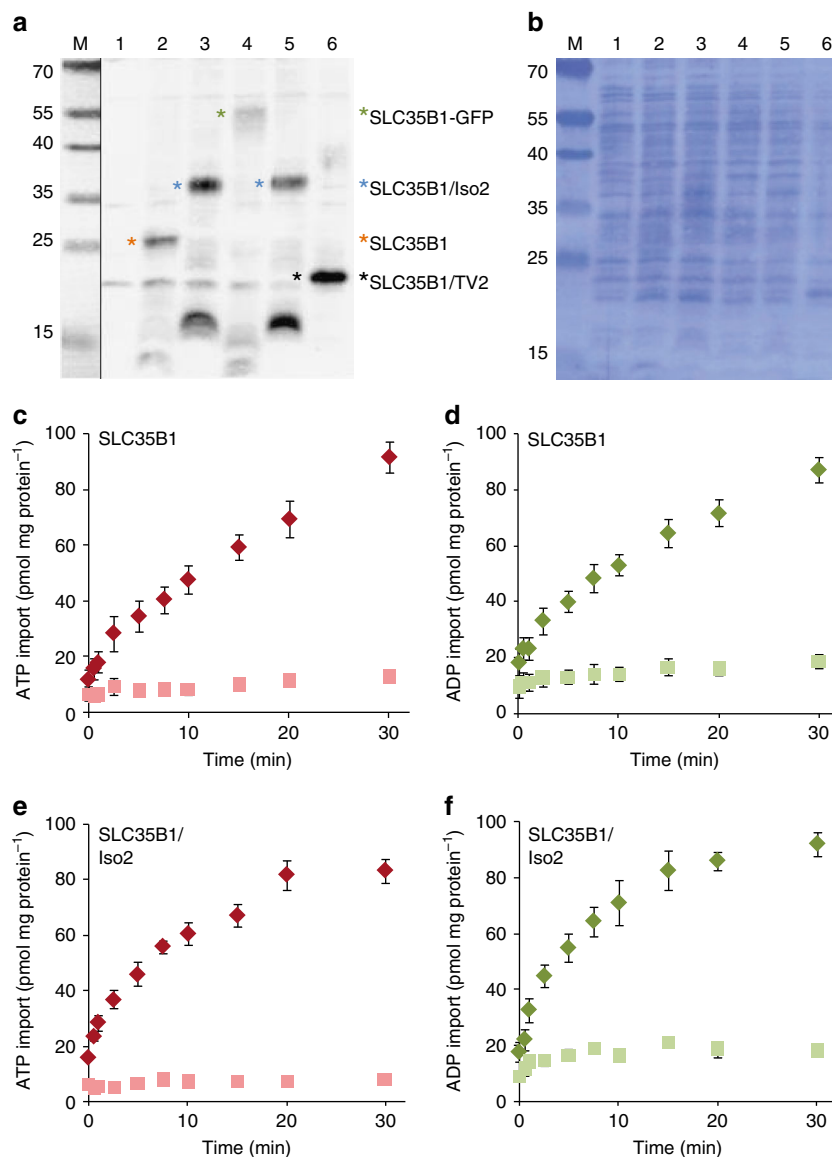 a
M 1 2 3 4 5 6
70
55
40
35
25
15
*
*
*
*
*
*SLC35B1-GFP
*SLC35B1/Iso2
*SLC35B1
*SLC35B1/TV2
b
M 1 2 3 4 5 6
70
55
40
35
25
15
c
SLC35B1
ATP import (pmol mg protein⁻¹)
100
80
60
40
20
0
0 10 20 30
Time (min)
d
SLC35B1
ADP import (pmol mg protein⁻¹)
100
80
60
40
20
0
0 10 20 30
Time (min)
e
SLC35B1/
Iso2
ATP import (pmol mg protein⁻¹)
100
80
60
40
20
0
0 10 20 30
Time (min)
f
SLC35B1/
Iso2
ADP import (pmol mg protein⁻¹)
100
80
60
40
20
0
0 10 20 30
Time (min)